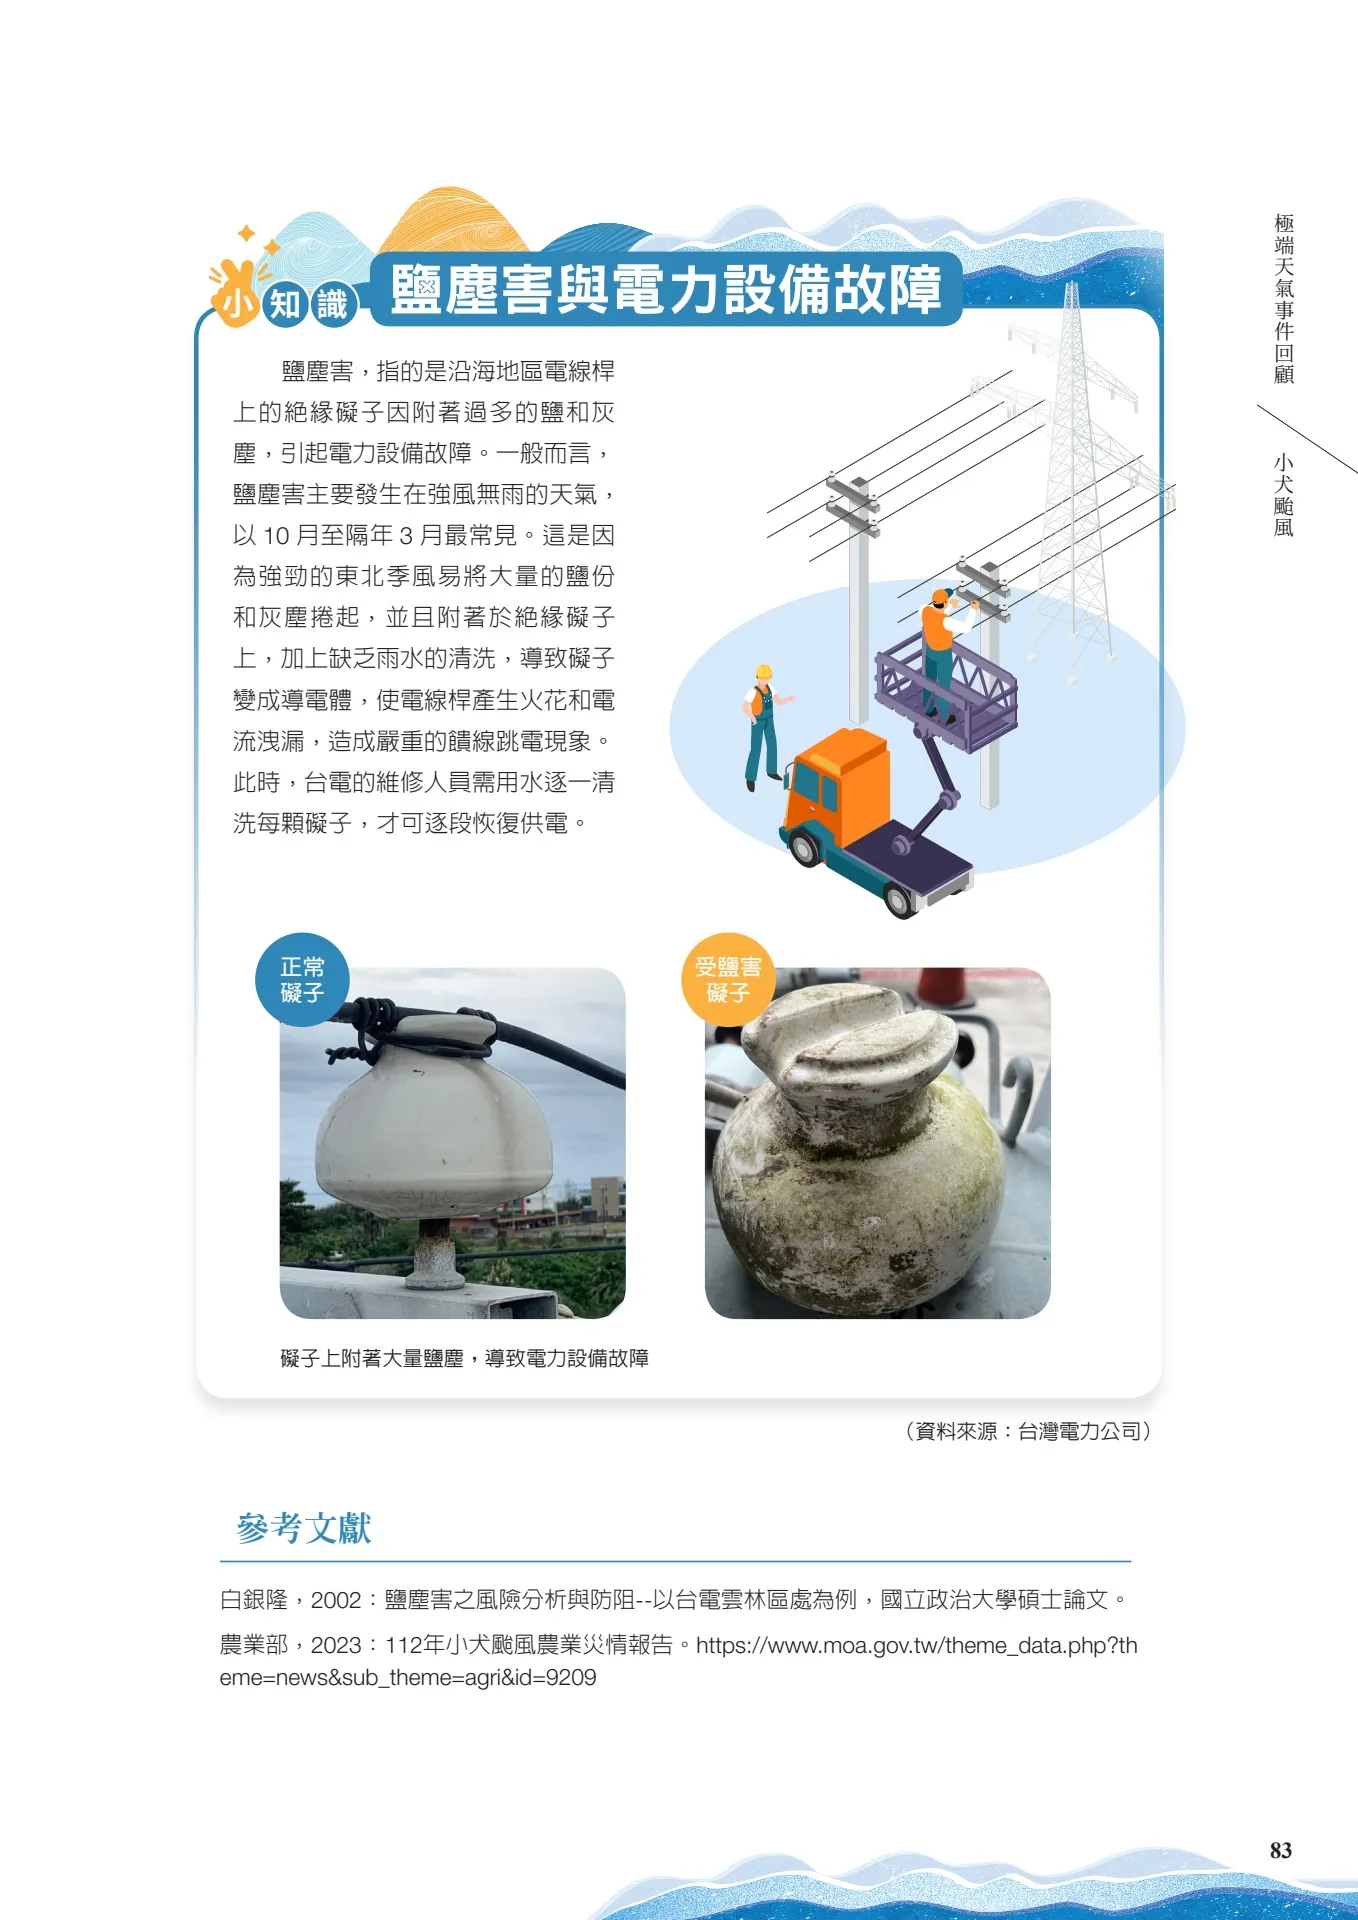 極端天氣事件回顧
小犬颱風
小知識
鹽塵害與電力設備故障
鹽塵害，指的是沿海地區電線桿
上的絕緣礙子因附著過多的鹽和灰
塵，引起電力設備故障。一般而言，
鹽塵害主要發生在強風無雨的天氣，
以 10 月至隔年 3 月最常見。這是因
為強勁的東北季風易將大量的鹽份
和灰塵捲起，並且附著於絕緣礙子
上，加上缺乏雨水的清洗，導致礙子
變成導電體，使電線桿產生火花和電
流洩漏，造成嚴重的饋線跳電現象。
此時，台電的維修人員需用水逐一清
洗每顆礙子，才可逐段恢復供電。
正常
礙子
受鹽害
礙子
礙子上附著大量鹽塵，導致電力設備故障
（資料來源：台灣電力公司）
參考文獻
白銀隆，2002：鹽塵害之風險分析與防阻--以台電雲林區處為例，國立政治大學碩士論文。
農業部，2023：112年小犬颱風農業災情報告。https://www.moa.gov.tw/theme_data.php?th
eme=news&sub_theme=agri&id=9209
83